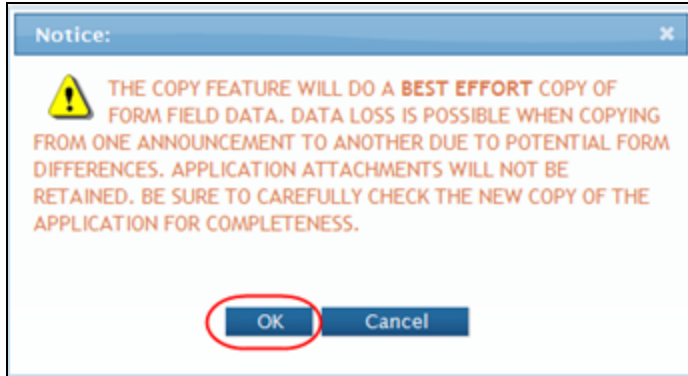 Notice:
THE COPY FEATURE WILL DO A BEST EFFORT COPY OF
FORM FIELD DATA. DATA LOSS IS POSSIBLE WHEN COPYING
FROM ONE ANNOUNCEMENT TO ANOTHER DUE TO POTENTIAL FORM
DIFFERENCES. APPLICATION ATTACHMENTS WILL NOT BE
RETAINED. BE SURE TO CAREFULLY CHECK THE NEW COPY OF THE
APPLICATION FOR COMPLETENESS.
OK Cancel